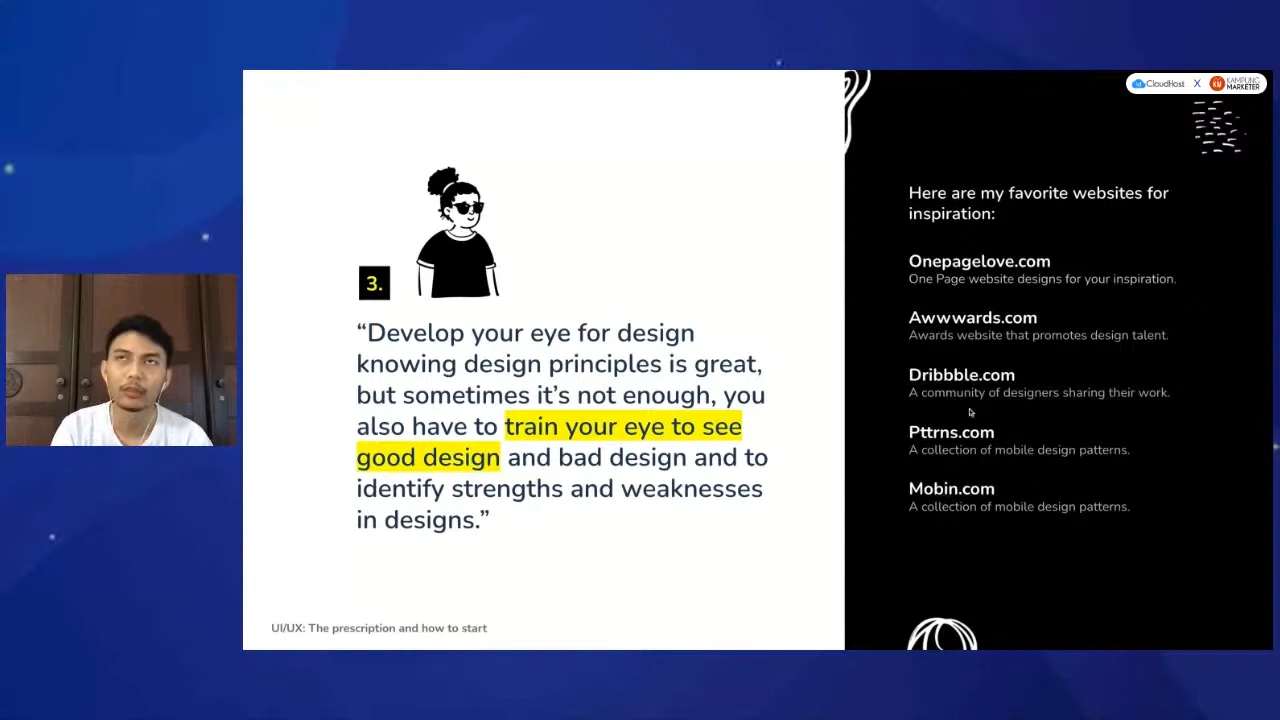 CloudHost X KAMPUNG MARKETER
3.
“Develop your eye for design
knowing design principles is great,
but sometimes it’s not enough, you
also have to train your eye to see
good design and bad design and to
identify strengths and weaknesses
in designs.”
UI/UX: The prescription and how to start
Here are my favorite websites for
inspiration:
Onepagelove.com
One Page website designs for your inspiration.
Awwwards.com
Awards website that promotes design talent.
Dribbble.com
A community of designers sharing their work.
Pttrns.com
A collection of mobile design patterns.
Mobin.com
A collection of mobile design patterns.